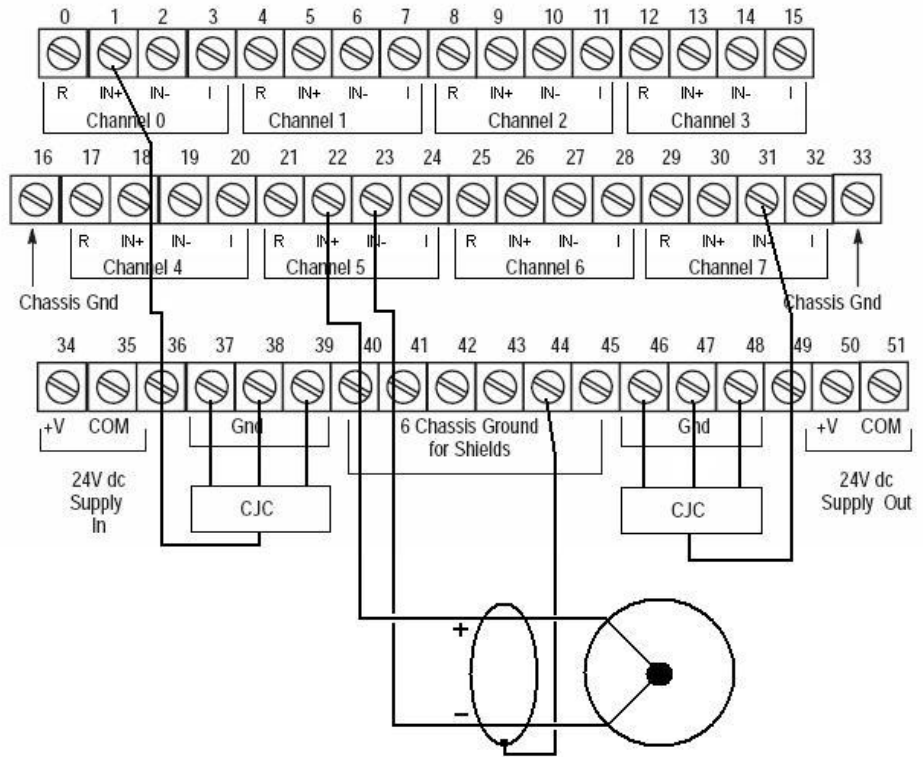 0 1 2 3 4 5 6 7 8 9 10 11 12 13 14 15
R IN+ IN- I R IN+ IN- I R IN+ IN- I R IN+ IN- I
Channel 0 Channel 1 Channel 2 Channel 3
16 17 18 19 20 21 22 23 24 25 26 27 28 29 30 31 32 33
R IN+ IN- I R IN+ IN- I R IN+ IN- I R IN+ IN- I
Channel 4 Channel 5 Channel 6 Channel 7
Chassis Gnd Chassis Gnd
34 35 36 37 38 39 40 41 42 43 44 45 46 47 48 49 50 51
+V COM Gnd 6 Chassis Ground Gnd +V COM
for Shields
24V dc 24V dc
Supply CJC CJC Supply Out
In
+
–